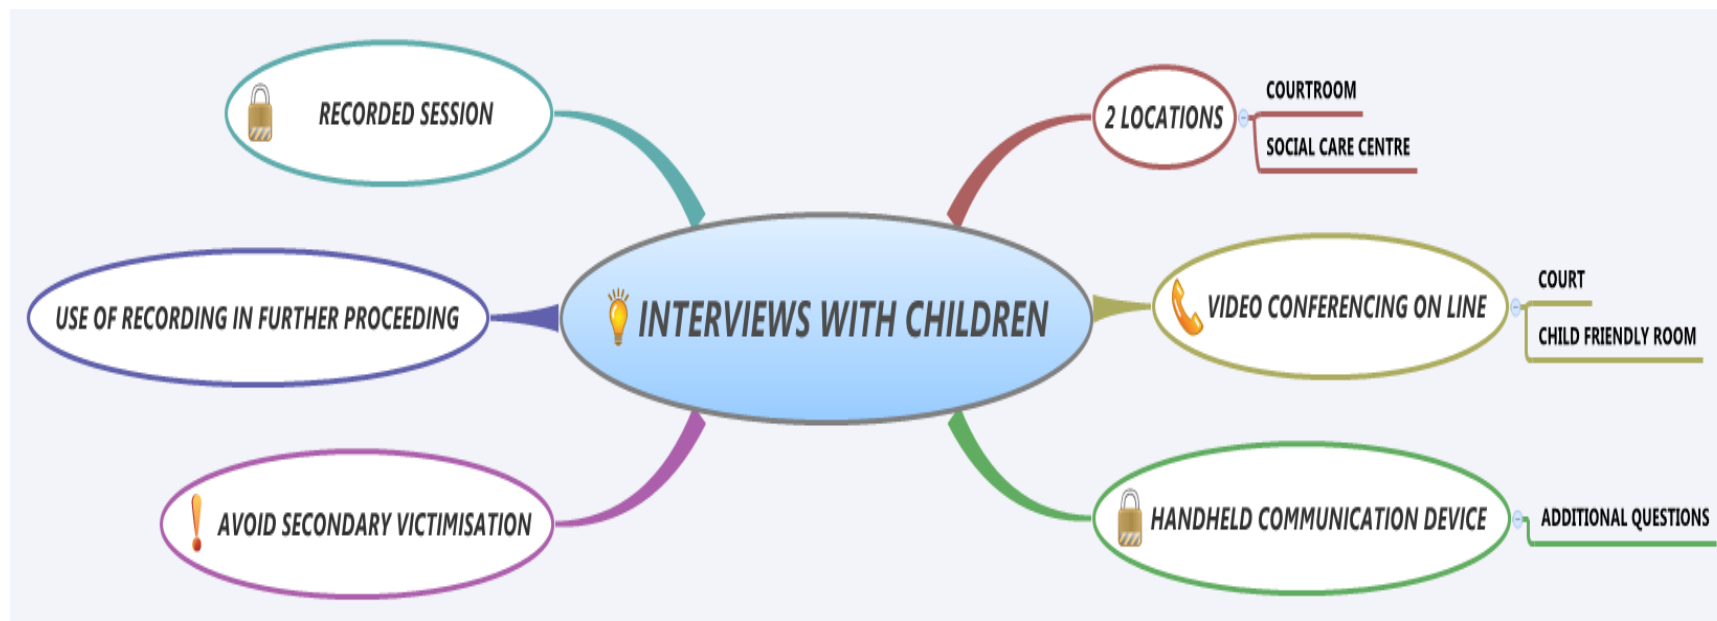 RECORDED SESSION
2 LOCATIONS
COURTROOM
SOCIAL CARE CENTRE
USE OF RECORDING IN FURTHER PROCEEDING
INTERVIEWS WITH CHILDREN
VIDEO CONFERENCING ON LINE
COURT
CHILD FRIENDLY ROOM
AVOID SECONDARY VICTIMISATION
HANDHELD COMMUNICATION DEVICE
ADDITIONAL QUESTIONS